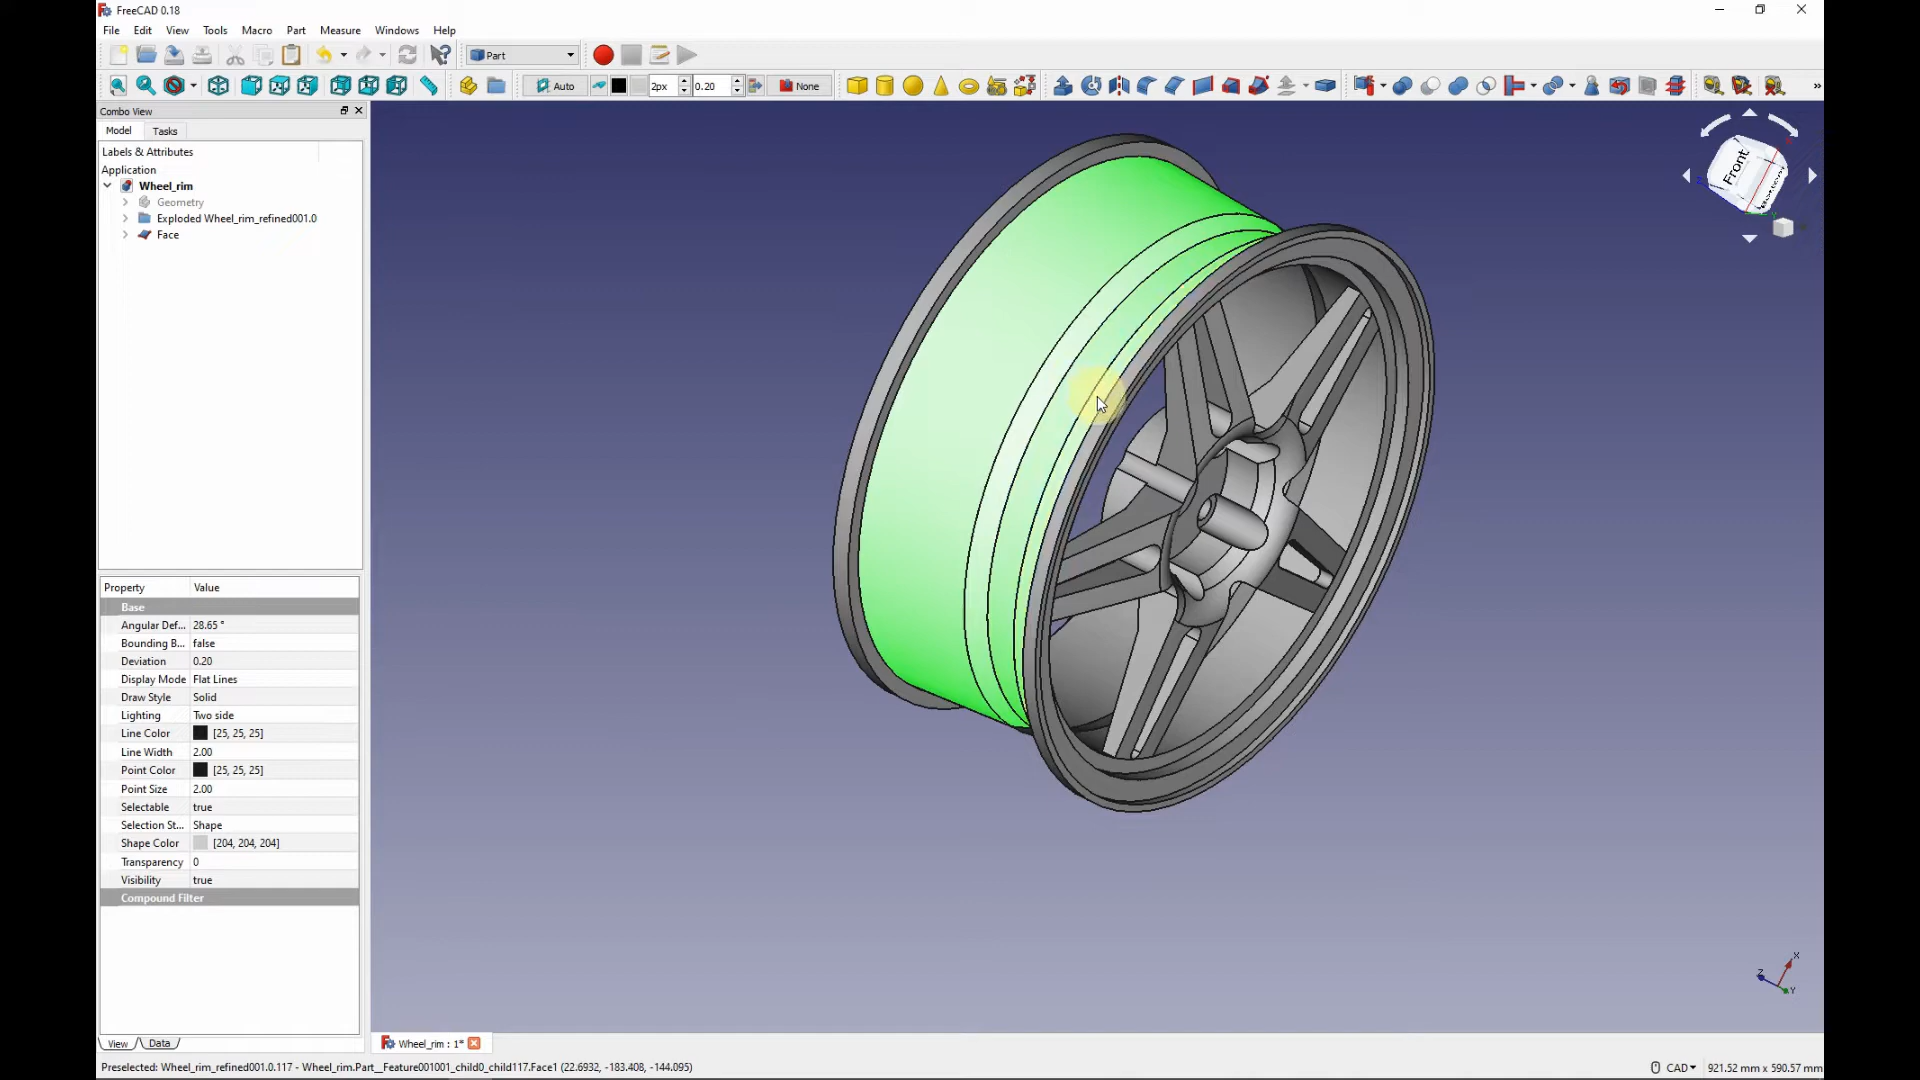 FreeCAD 0.18
File Edit View Tools Macro Part Measure Windows Help
Part
Auto 2px 0.20 None »
Combo View
Model Tasks
Labels & Attributes
Application
Wheel_rim
Geometry
Exploded Wheel_rim_refined001.0
Face
Front
Property Value
Base
Angular Def... 28.65 °
Bounding B... false
Deviation 0.20
Display Mode Flat Lines
Draw Style Solid
Lighting Two side
Line Color [25, 25, 25]
Line Width 2.00
Point Color [25, 25, 25]
Point Size 2.00
Selectable true
Selection St... Shape
Shape Color [204, 204, 204]
Transparency 0
Visibility true
Compound Filter
X
Z
Y
View Data
Wheel_rim : 1*
Preselected: Wheel_rim_refined001.0.117 - Wheel_rim.Part__Feature001001_child0_child117.Face1 (22.6932, -183.408, -144.095)
CAD 921.52 mm x 590.57 mm